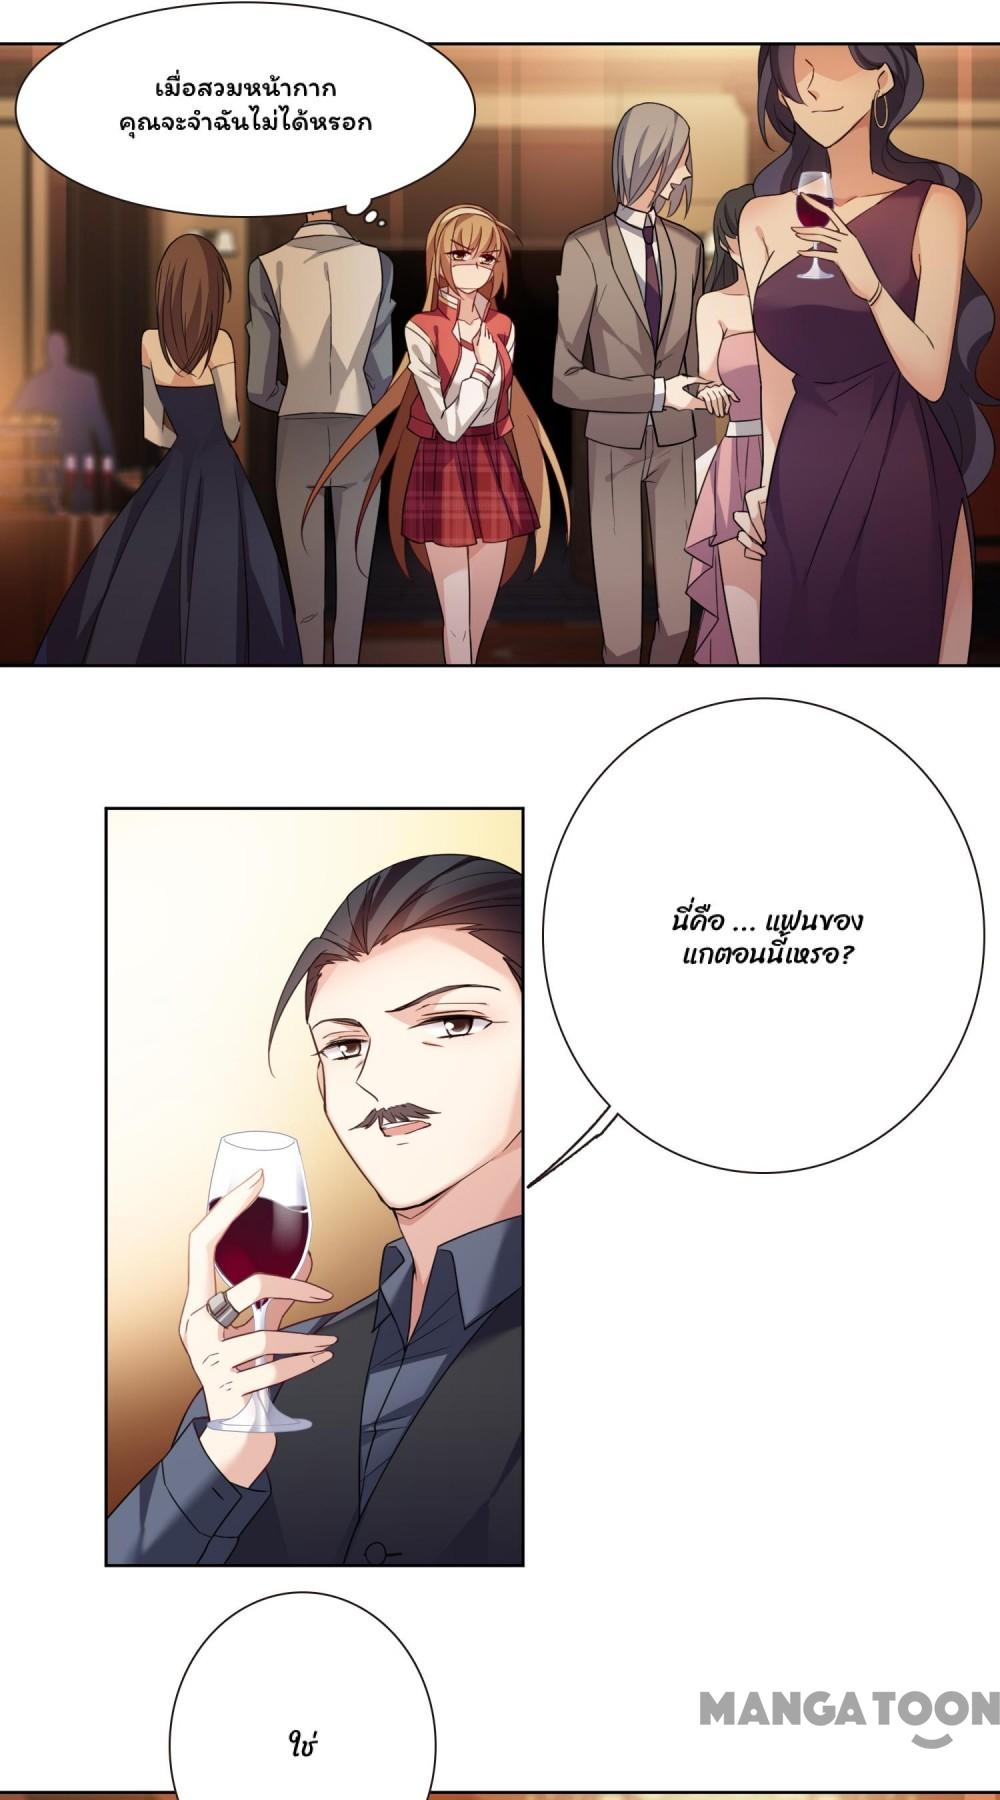 เมื่อสวมหน้ากาก
คุณจะจำฉันไม่ได้หรอก
นี่คือ ... แฟนของ
แกตอนนี้เหรอ?
MANGATOON
ใช่